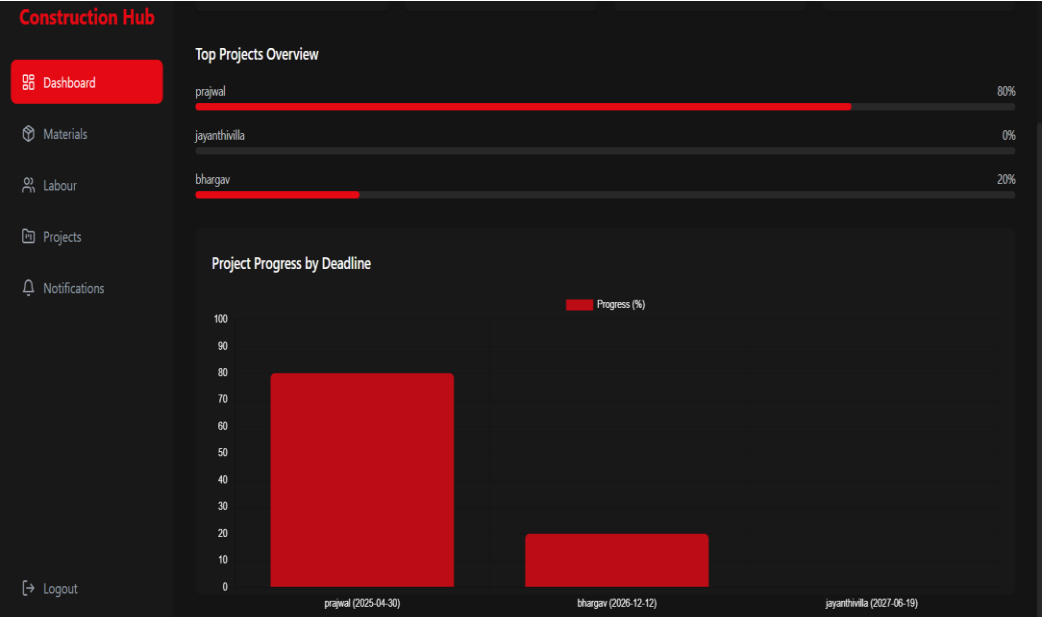 Construction Hub
Dashboard
Materials
Labour
Projects
Notifications
Logout
Top Projects Overview
prajwal 80%
jayanthivilla 0%
bhargav 20%
Project Progress by Deadline
Progress (%)
100
90
80
70
60
50
40
30
20
10
0
prajwal (2025-04-30) bhargav (2026-12-12) jayanthivilla (2027-06-19)